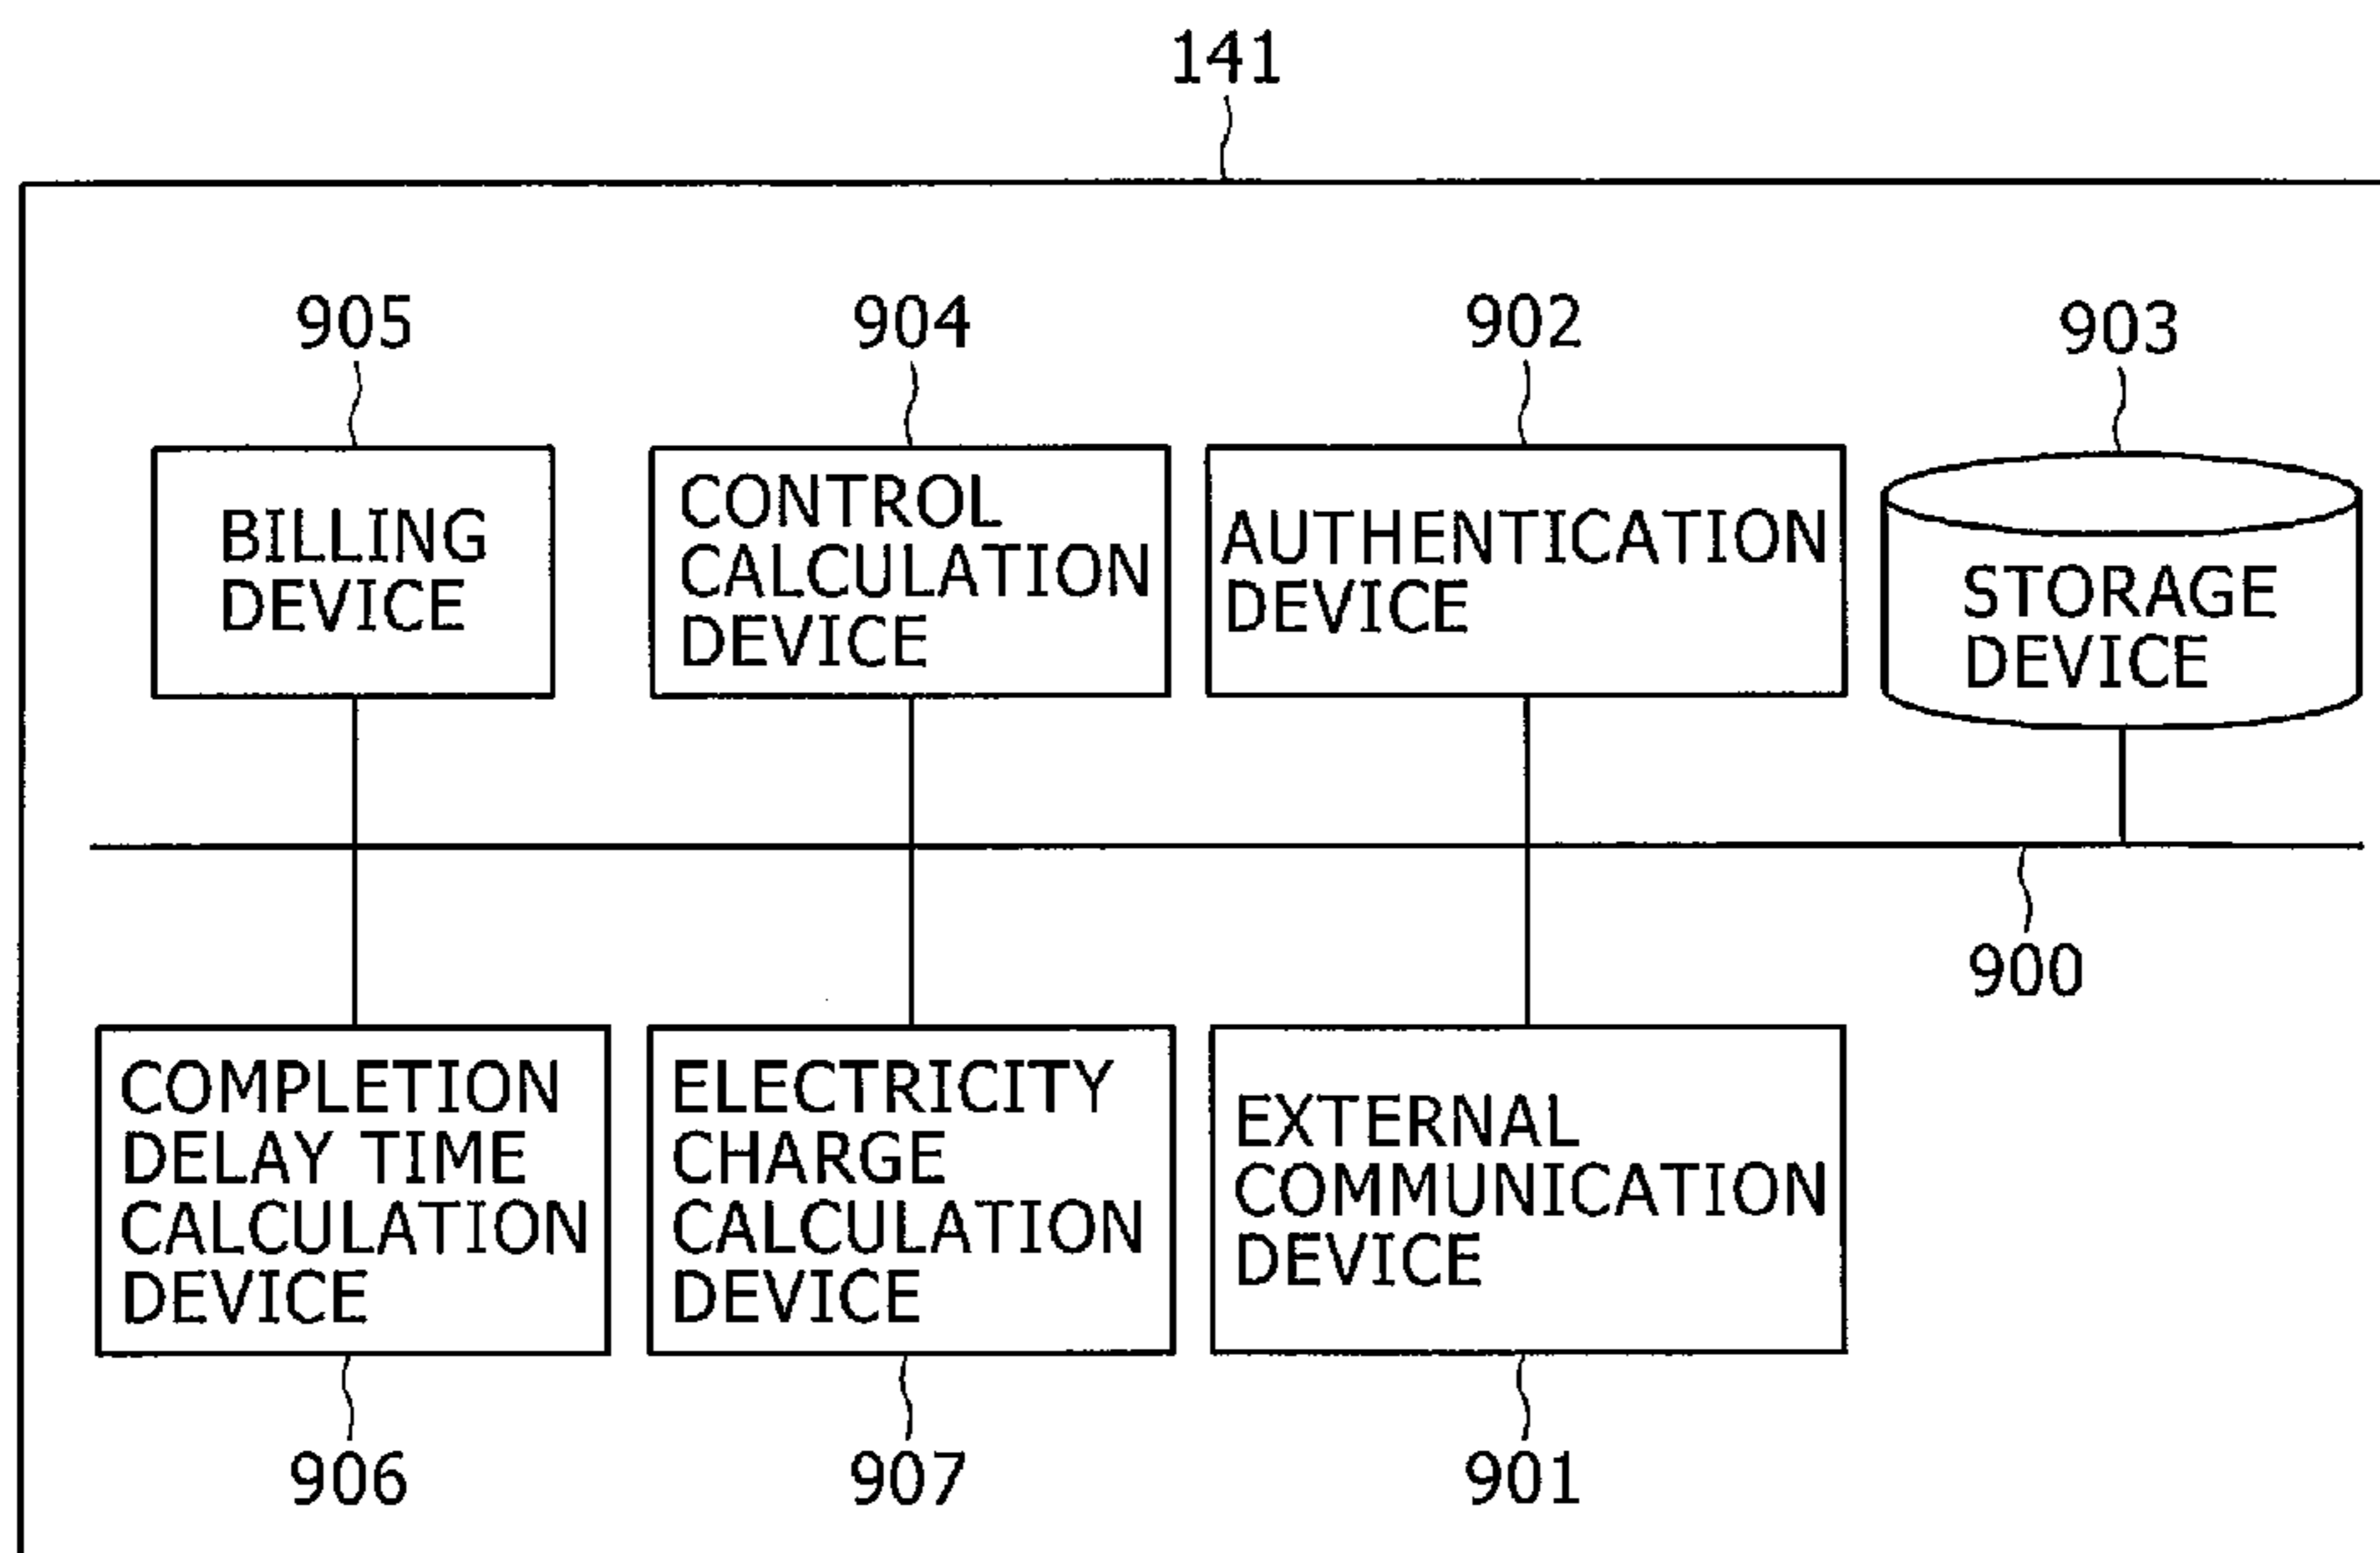 141
905
904
902
903
BILLING
DEVICE
CONTROL
CALCULATION
DEVICE
AUTHENTICATION
DEVICE
STORAGE
DEVICE
900
COMPLETION
DELAY TIME
CALCULATION
DEVICE
ELECTRICITY
CHARGE
CALCULATION
DEVICE
EXTERNAL
COMMUNICATION
DEVICE
906
907
901